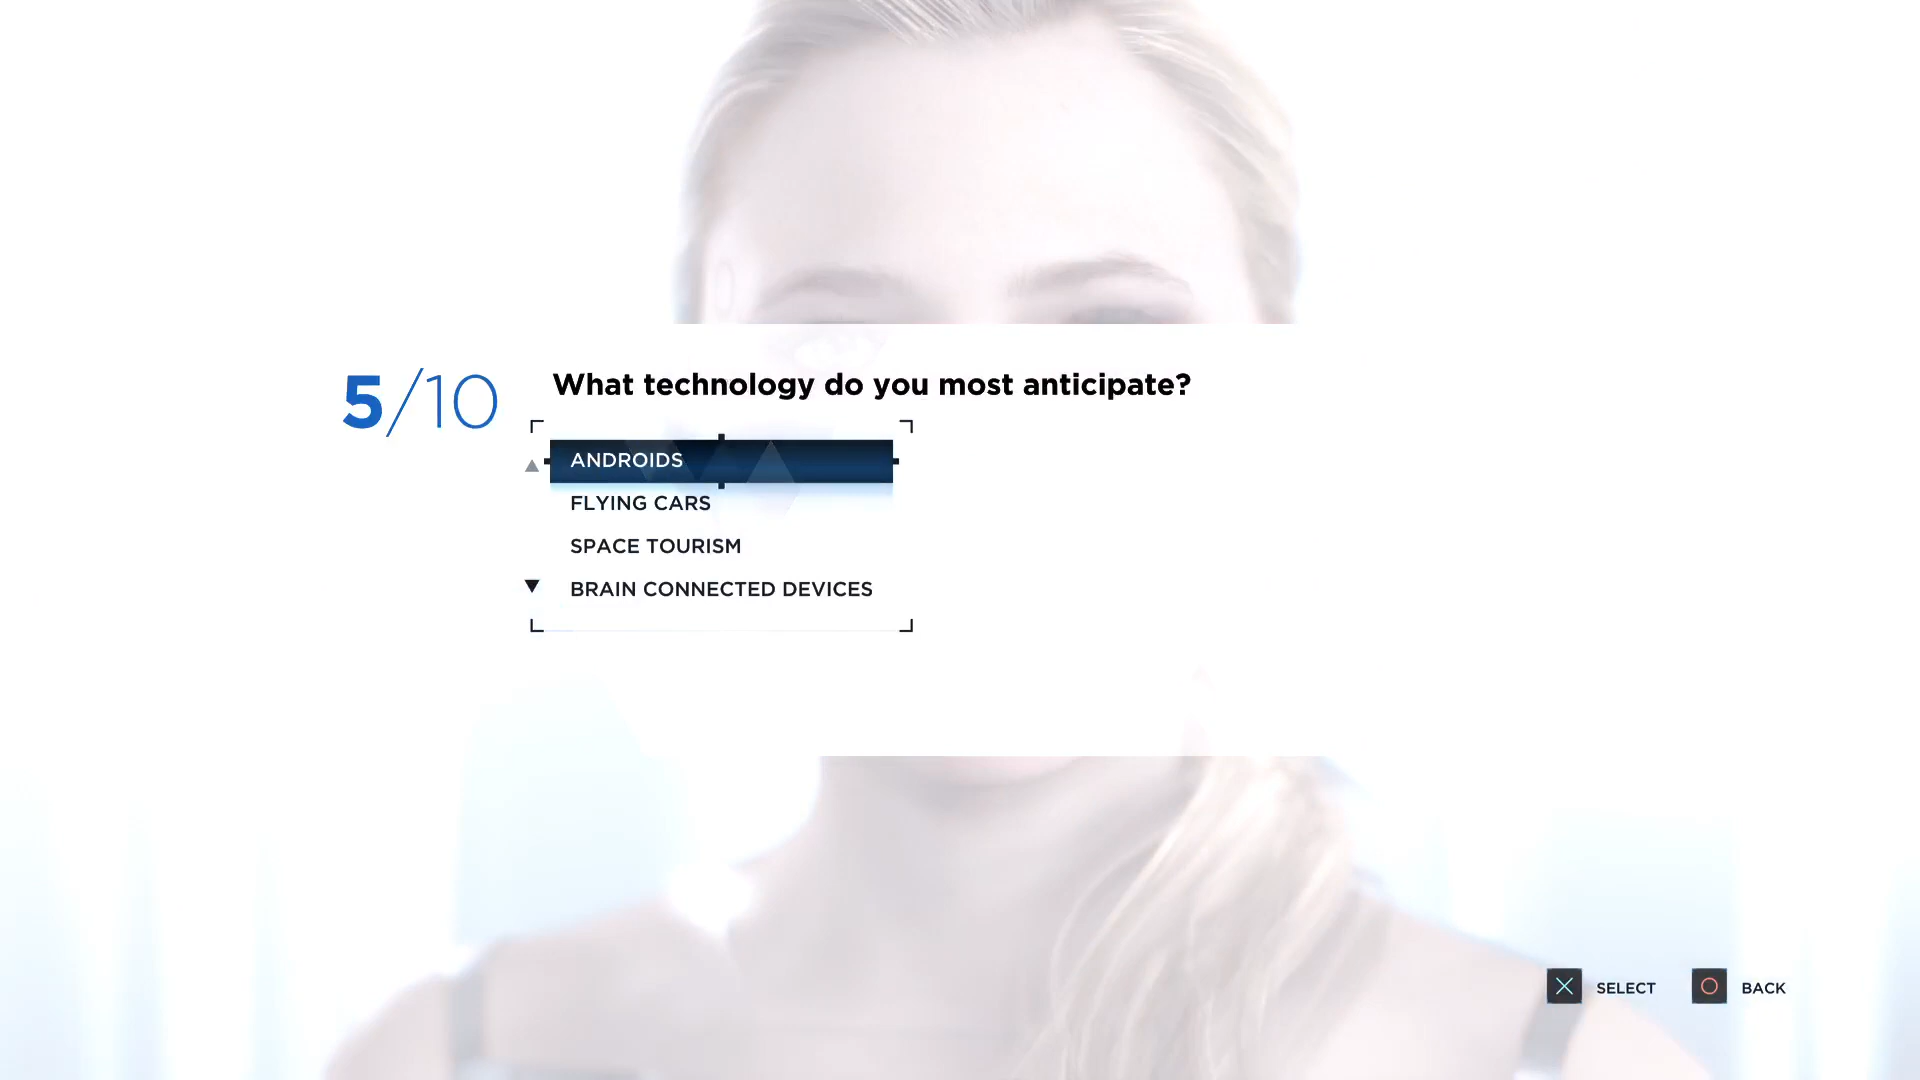 5/10
What technology do you most anticipate?
ANDROIDS
FLYING CARS
SPACE TOURISM
BRAIN CONNECTED DEVICES
SELECT BACK